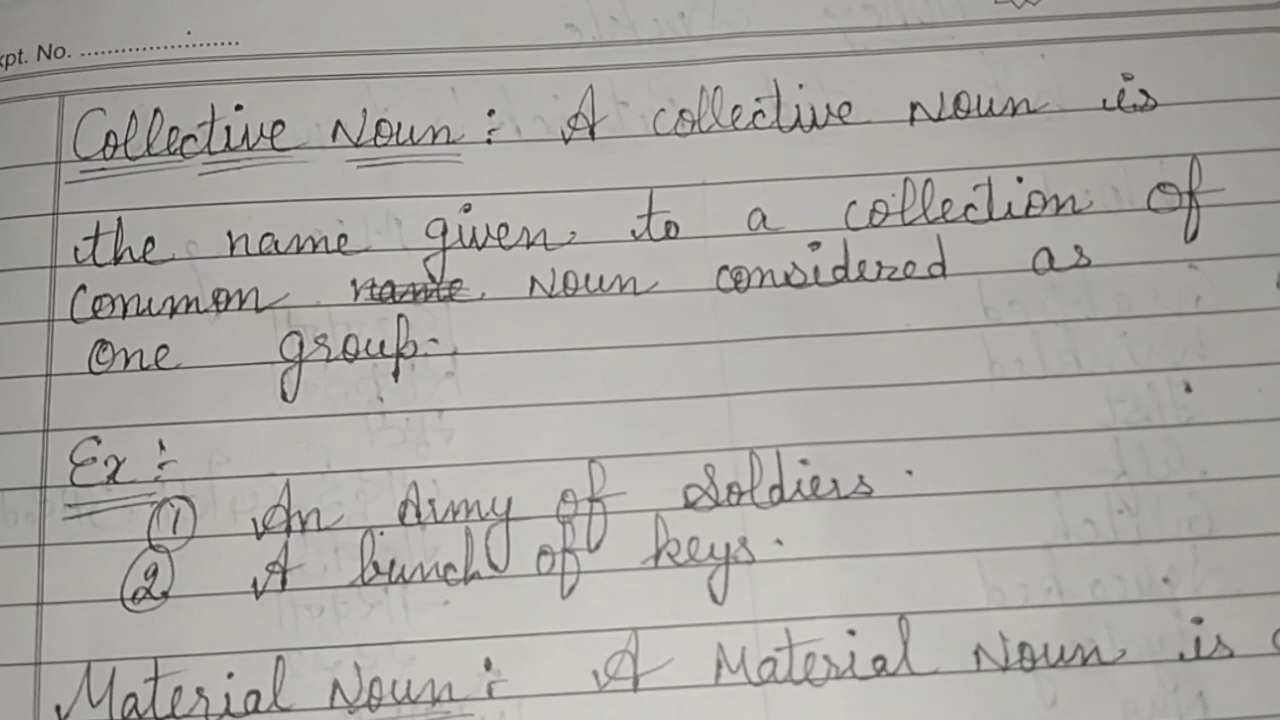 xpt. No. ........................
Collective Noun : A collective Noun is
the name given to a collection of
common name Noun considered as
one group.
Ex :-
① An Army of Soldiers.
② A bunch of keys.
Material Noun : A Material Noun is